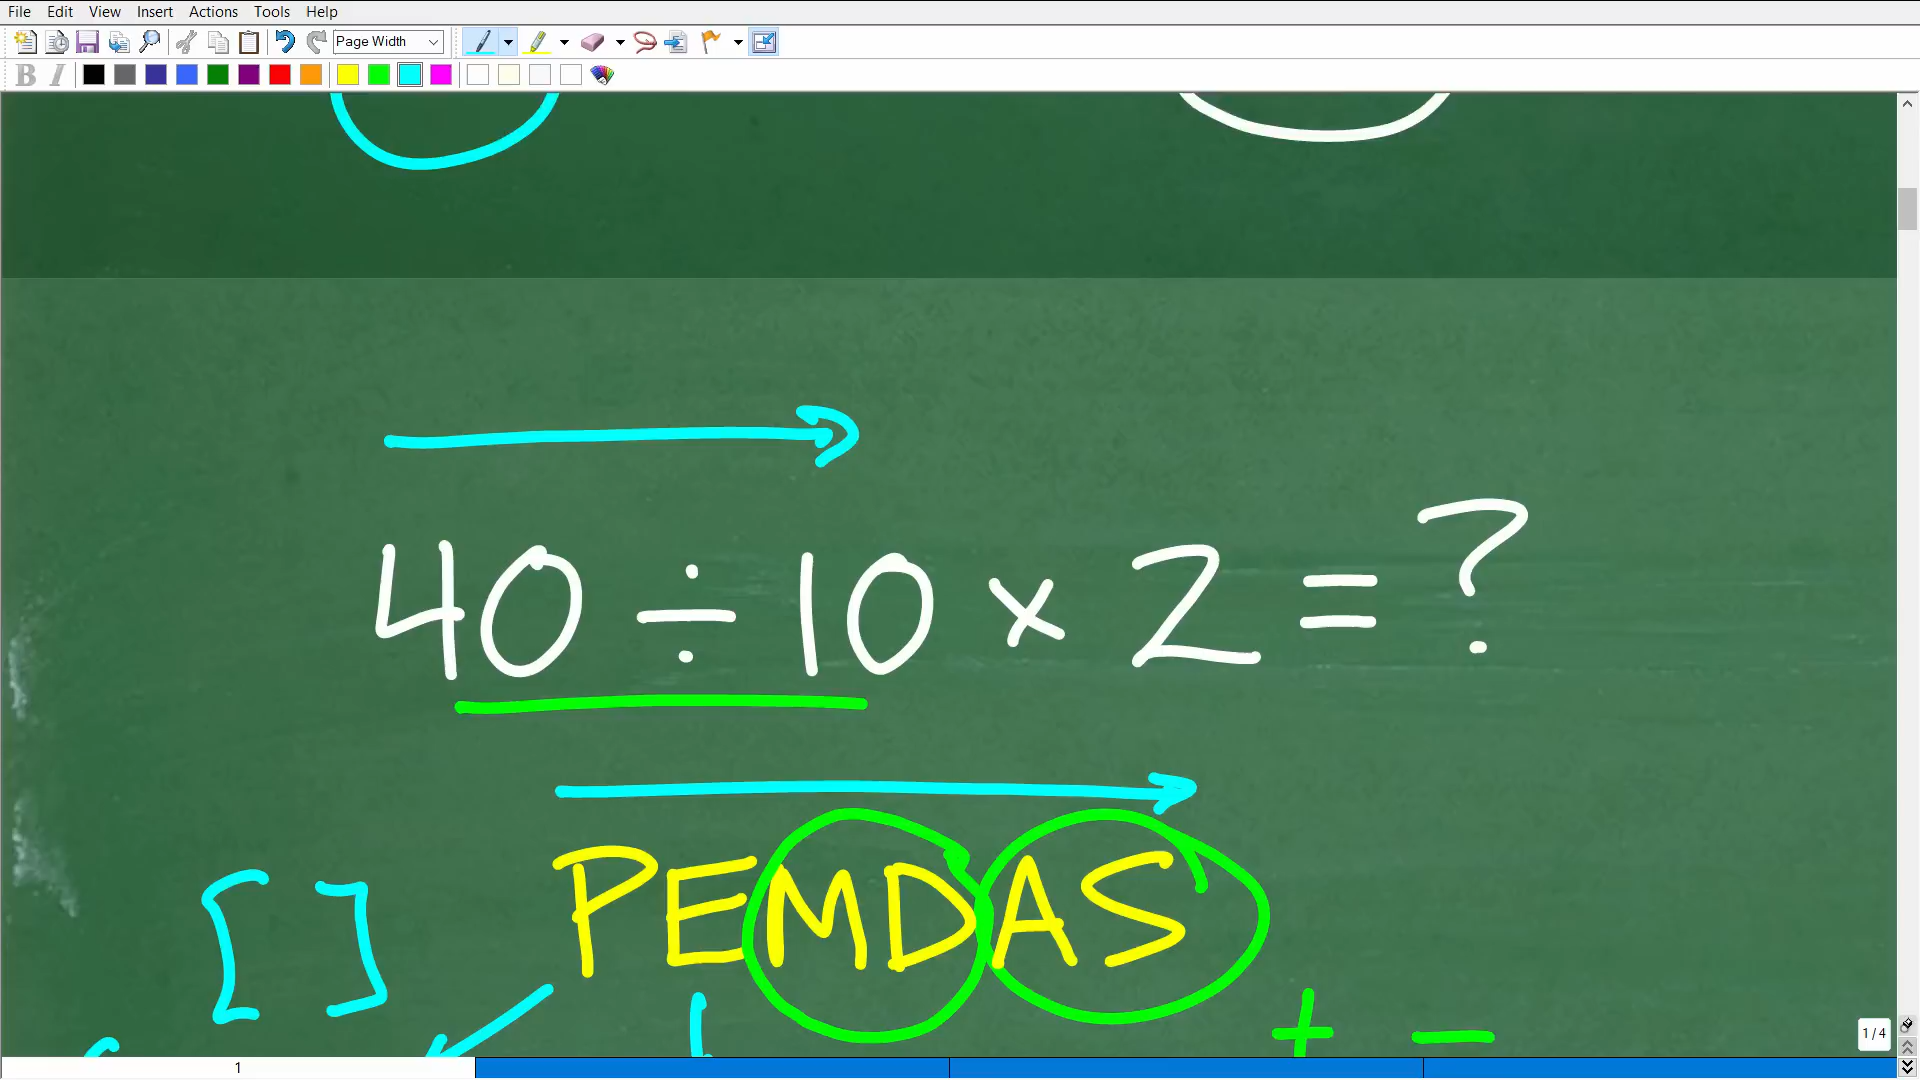 File Edit View Insert Actions Tools Help
Page Width
B I
40 ÷ 10 × 2 = ?
PEMDAS
[ ]
+ −
1 / 4
1